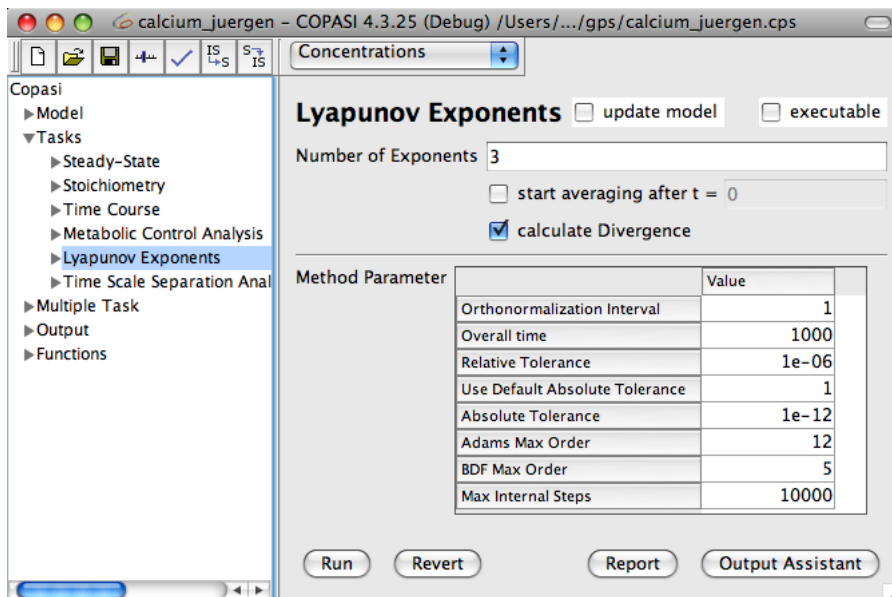 calcium_juergen - COPASI 4.3.25 (Debug) /Users/.../gps/calcium_juergen.cps
IS S S IS
Concentrations
Copasi
Model
Tasks
Steady-State
Stoichiometry
Time Course
Metabolic Control Analysis
Lyapunov Exponents
Time Scale Separation Anal
Multiple Task
Output
Functions
Lyapunov Exponents update model executable
Number of Exponents 3
start averaging after t = 0
calculate Divergence
Method Parameter
Value
Orthonormalization Interval 1
Overall time 1000
Relative Tolerance 1e-06
Use Default Absolute Tolerance 1
Absolute Tolerance 1e-12
Adams Max Order 12
BDF Max Order 5
Max Internal Steps 10000
Run Revert Report Output Assistant